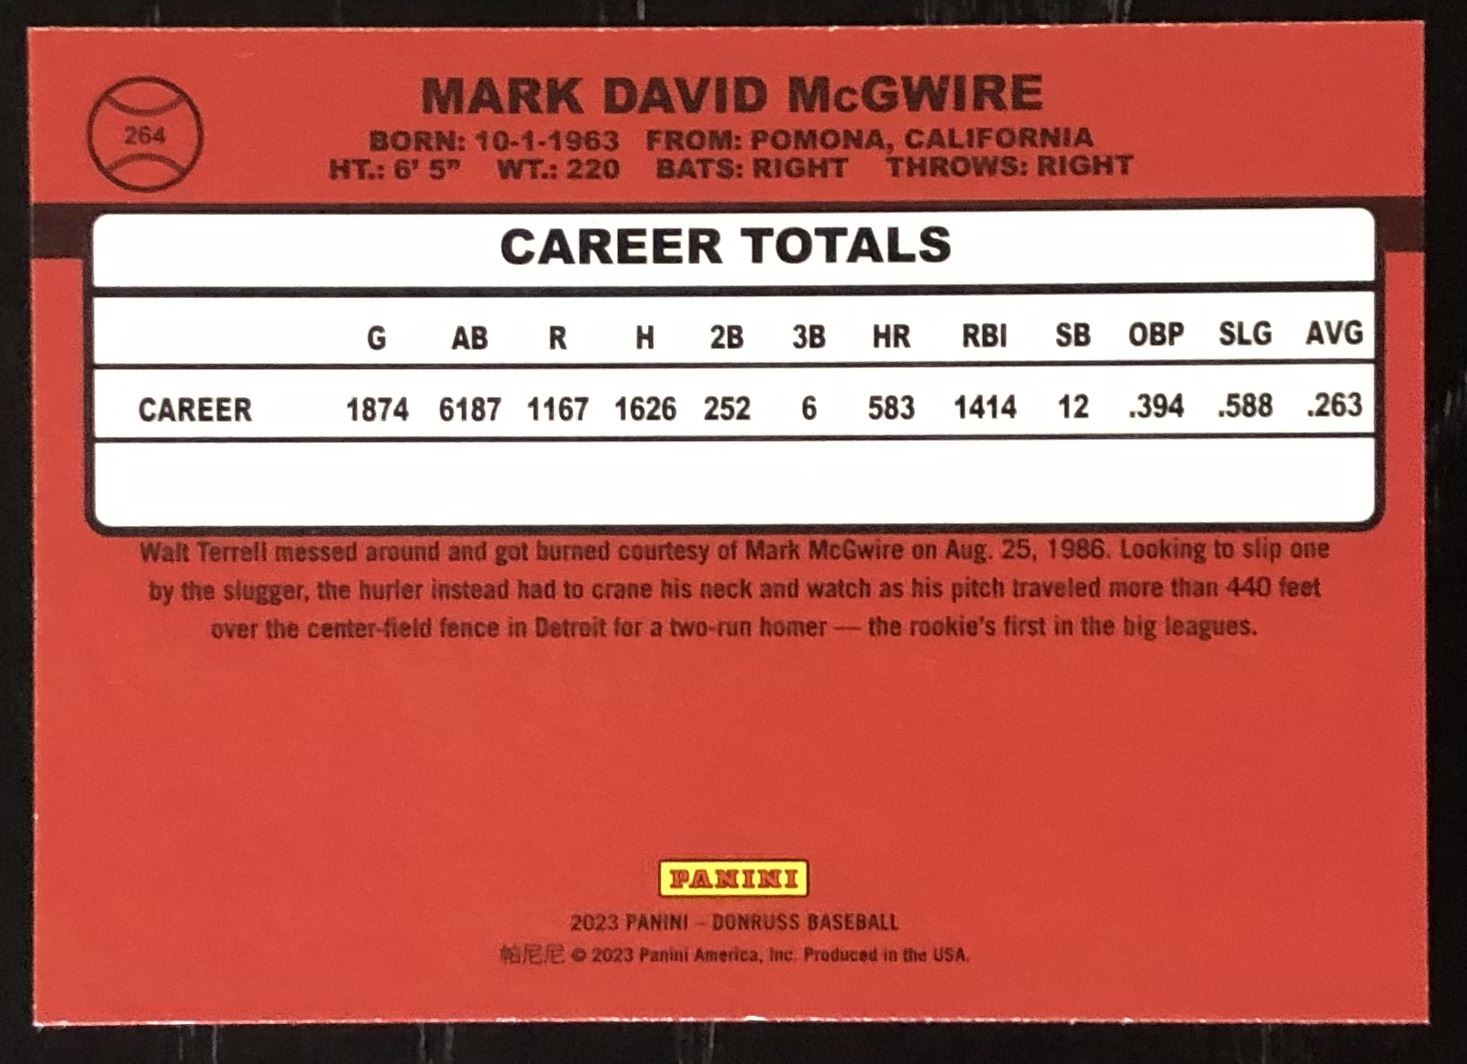 264
MARK DAVID McGWIRE
BORN: 10-1-1963 FROM: POMONA, CALIFORNIA
HT.: 6' 5" WT.: 220 BATS: RIGHT THROWS: RIGHT
CAREER TOTALS
G AB R H 2B 3B HR RBI SB OBP SLG AVG
CAREER 1874 6187 1167 1626 252 6 583 1414 12 .394 .588 .263
Walt Terrell messed around and got burned courtesy of Mark McGwire on Aug. 25, 1986. Looking to slip one
by the slugger, the hurler instead had to crane his neck and watch as his pitch traveled more than 440 feet
over the center-field fence in Detroit for a two-run homer — the rookie's first in the big leagues.
PANINI
2023 PANINI – DONRUSS BASEBALL
帕尼尼 © 2023 Panini America, Inc. Produced in the USA.